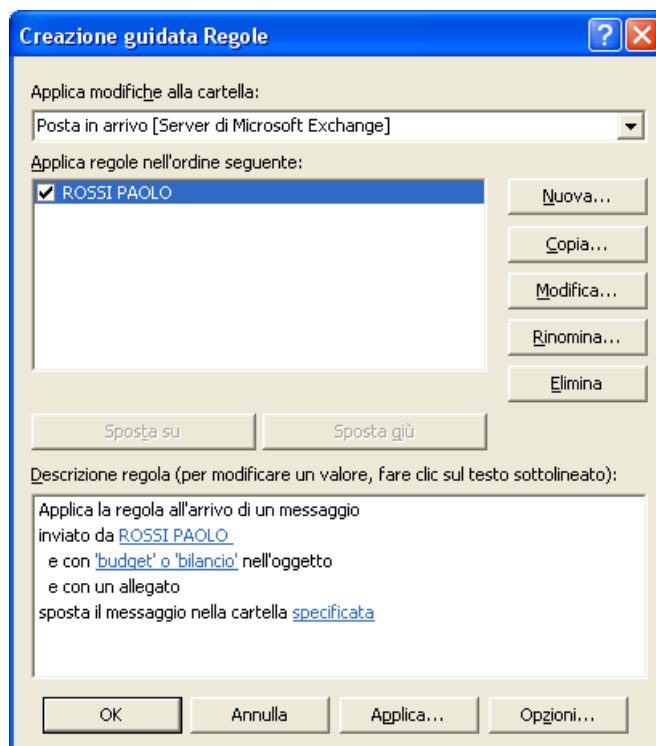 Creazione guidata Regole
Applica modifiche alla cartella:
Posta in arrivo [Server di Microsoft Exchange]
Applica regole nell'ordine seguente:
ROSSI PAOLO
Nuova...
Copia...
Modifica...
Rinomina...
Elimina
Sposta su
Sposta giù
Descrizione regola (per modificare un valore, fare clic sul testo sottolineato):
Applica la regola all'arrivo di un messaggio
inviato da ROSSI PAOLO
e con 'budget' o 'bilancio' nell'oggetto
e con un allegato
sposta il messaggio nella cartella specificata
OK
Annulla
Applica...
Opzioni...